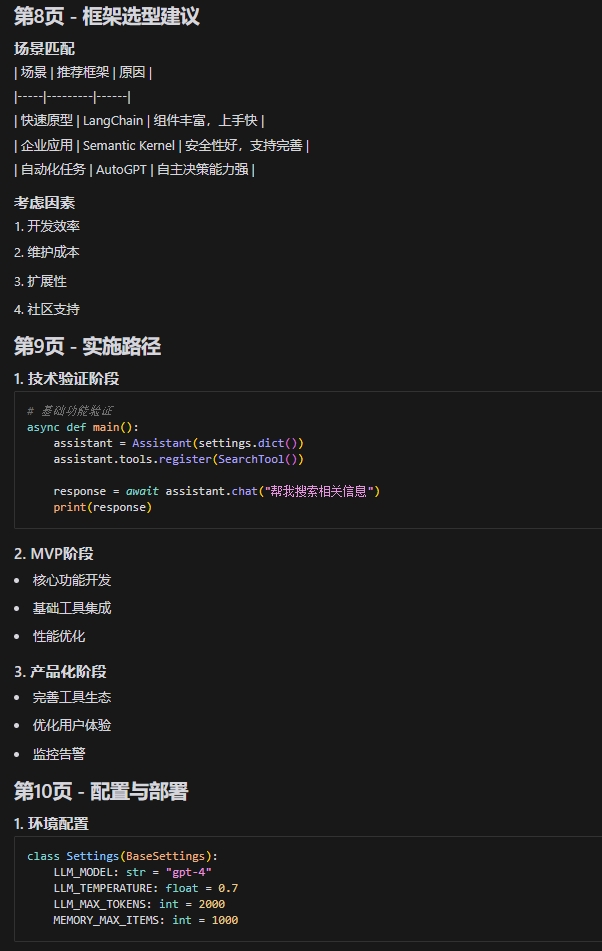 第8页 - 框架选型建议
场景匹配
| 场景 | 推荐框架 | 原因 |
|-----|---------|------|
| 快速原型 | LangChain | 组件丰富，上手快 |
| 企业应用 | Semantic Kernel | 安全性好，支持完善 |
| 自动化任务 | AutoGPT | 自主决策能力强 |
考虑因素
1. 开发效率
2. 维护成本
3. 扩展性
4. 社区支持
第9页 - 实施路径
1. 技术验证阶段
# 基础功能验证
async def main():
    assistant = Assistant(settings.dict())
    assistant.tools.register(SearchTool())
    response = await assistant.chat("帮我搜索相关信息")
    print(response)
2. MVP阶段
• 核心功能开发
• 基础工具集成
• 性能优化
3. 产品化阶段
• 完善工具生态
• 优化用户体验
• 监控告警
第10页 - 配置与部署
1. 环境配置
class Settings(BaseSettings):
    LLM_MODEL: str = "gpt-4"
    LLM_TEMPERATURE: float = 0.7
    LLM_MAX_TOKENS: int = 2000
    MEMORY_MAX_ITEMS: int = 1000